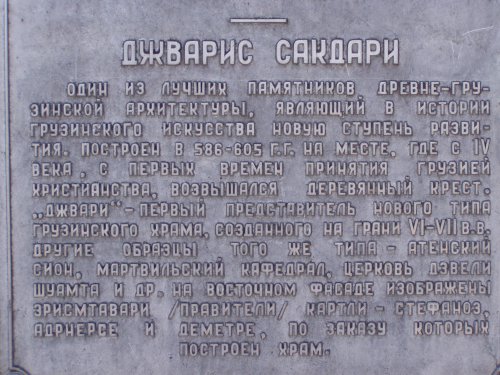 ДЖВАРИС САКДАРИ
ОДИН ИЗ ЛУЧШИХ ПАМЯТНИКОВ ДРЕВНЕ-ГРУ-
ЗИНСКОЙ АРХИТЕКТУРЫ, ЯВЛЯЮЩИЙ В ИСТОРИИ
ГРУЗИНСКОГО ИСКУССТВА НОВУЮ СТУПЕНЬ РАЗВИ-
ТИЯ. ПОСТРОЕН В 586-605 Г.Г. НА МЕСТЕ, ГДЕ С IV
ВЕКА, С ПЕРВЫХ ВРЕМЕН ПРИНЯТИЯ ГРУЗИЕЙ
ХРИСТИАНСТВА, ВОЗВЫШАЛСЯ ДЕРЕВЯННЫЙ КРЕСТ.
„ДЖВАРИ“-ПЕРВЫЙ ПРЕДСТАВИТЕЛЬ НОВОГО ТИПА
ГРУЗИНСКОГО ХРАМА, СОЗДАННОГО НА ГРАНИ VI-VII В.В.
ДРУГИЕ ОБРАЗЦЫ ТОГО ЖЕ ТИПА - АТЕНСКИЙ
СИОН, МАРТВИЛЬСКИЙ КАФЕДРАЛ, ЦЕРКОВЬ ДЗВЕЛИ
ШУАМТА И ДР. НА ВОСТОЧНОМ ФАСАДЕ ИЗОБРАЖЕНЫ
ЭРИСМТАВАРИ /ПРАВИТЕЛИ/ КАРТЛИ - СТЕФАНОЗ,
АДРНЕРСЕ И ДЕМЕТРЕ, ПО ЗАКАЗУ КОТОРЫХ
ПОСТРОЕН ХРАМ.